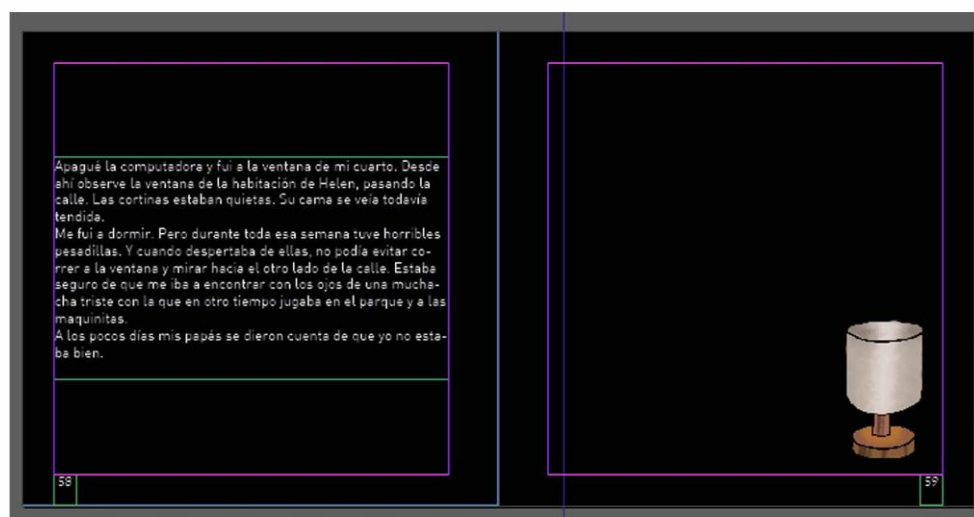 Apagué la computadora y fui a la ventana de mi cuarto. Desde
ahí observe la ventana de la habitación de Helen, pasando la
calle. Las cortinas estaban quietas. Su cama se veía todavía
tendida.
Me fui a dormir. Pero durante toda esa semana tuve horribles
pesadillas. Y cuando despertaba de ellas, no podía evitar co-
rrer a la ventana y mirar hacia el otro lado de la calle. Estaba
seguro de que me iba a encontrar con los ojos de una mucha-
cha triste con la que en otro tiempo jugaba en el parque y a las
maquinitas.
A los pocos días mis papás se dieron cuenta de que yo no esta-
ba bien.
58
59